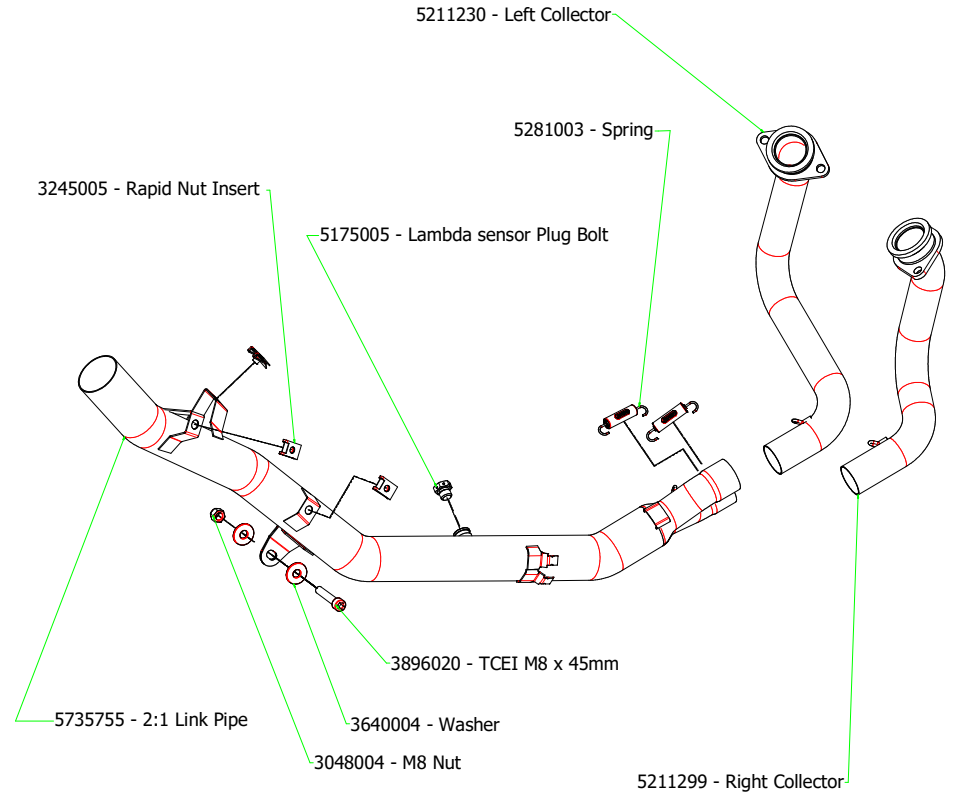 5211230 - Left Collector
5281003 - Spring
3245005 - Rapid Nut Insert
5175005 - Lambda sensor Plug Bolt
3896020 - TCEI M8 x 45mm
5735755 - 2:1 Link Pipe
3640004 - Washer
3048004 - M8 Nut
5211299 - Right Collector